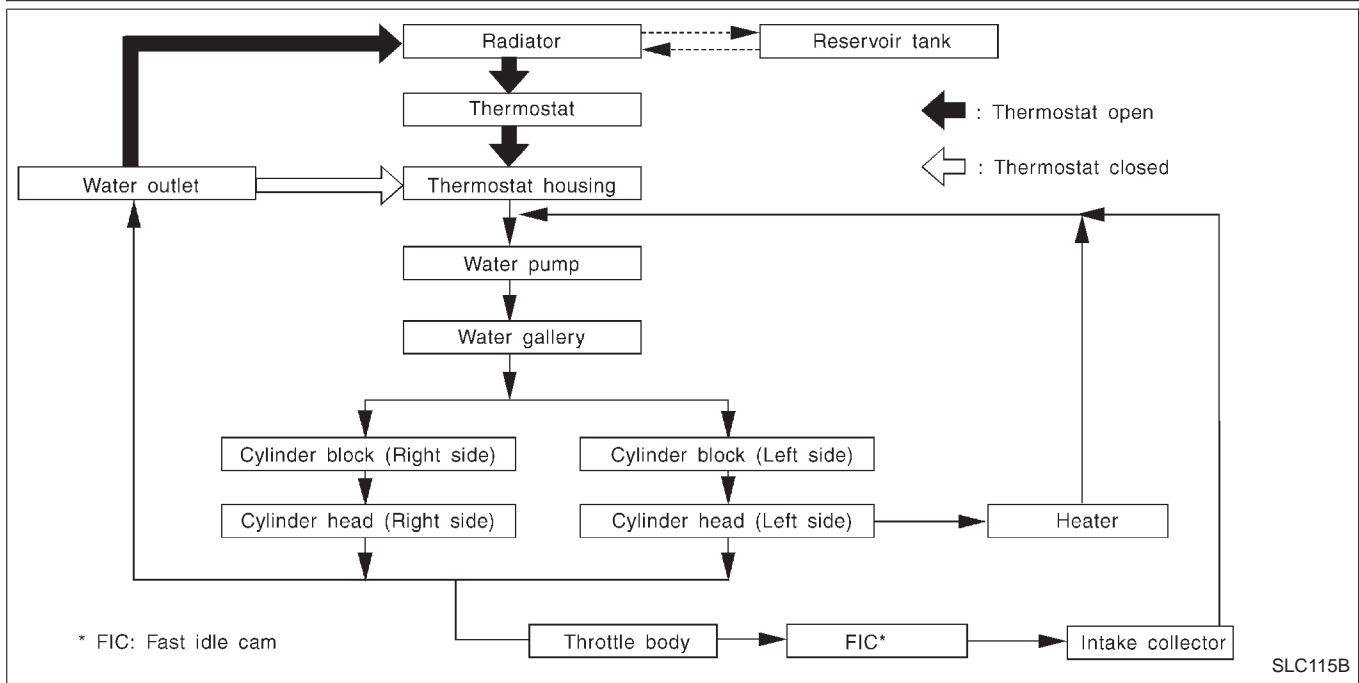 Radiator
Reservoir tank
Thermostat
: Thermostat open
Water outlet
Thermostat housing
: Thermostat closed
Water pump
Water gallery
Cylinder block (Right side)
Cylinder block (Left side)
Cylinder head (Right side)
Cylinder head (Left side)
Heater
* FIC: Fast idle cam
Throttle body
FIC*
Intake collector
SLC115B